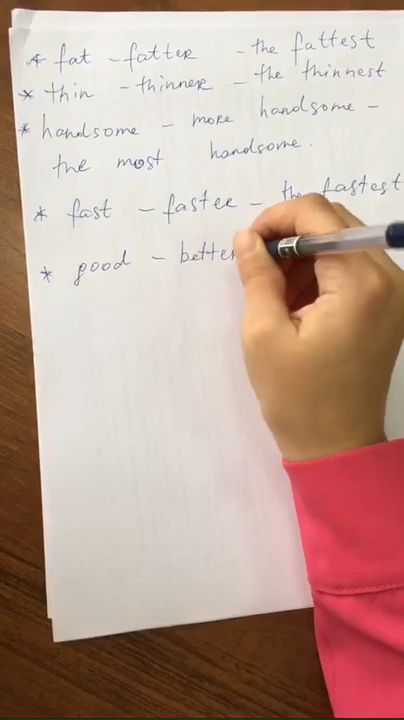 * fat - fatter - the fattest
* thin - thinner - the thinnest
* handsome - more handsome -
the most handsome.
* fast - faster - the fastest
* good - better